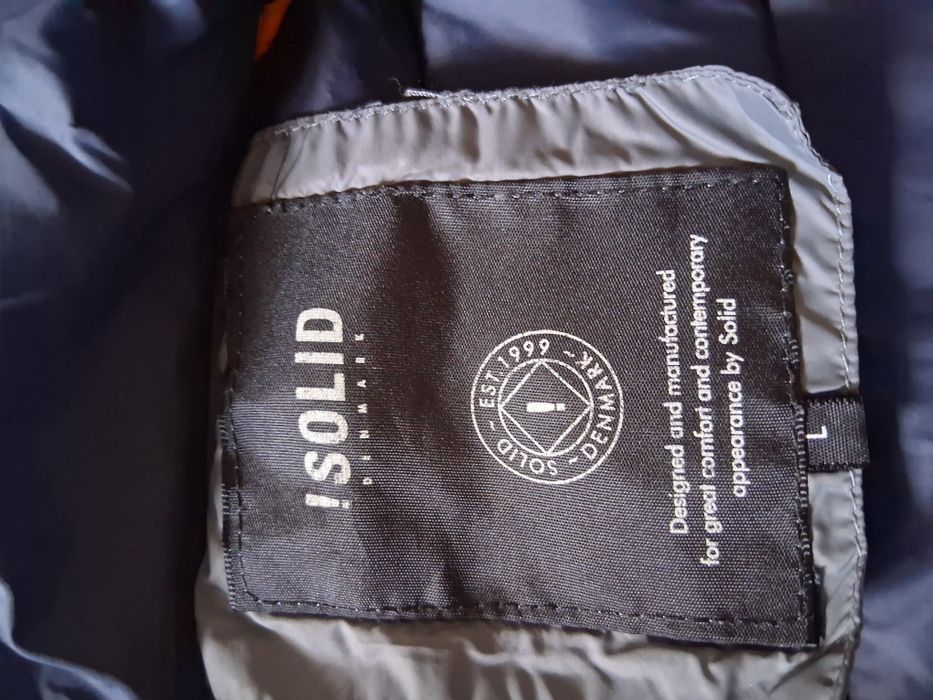 !SOLID
DENMARK
EST. 1999 ~ DENMARK ~ SOLID ~
!
Designed and manufactured
for great comfort and contemporary
appearance by Solid
L